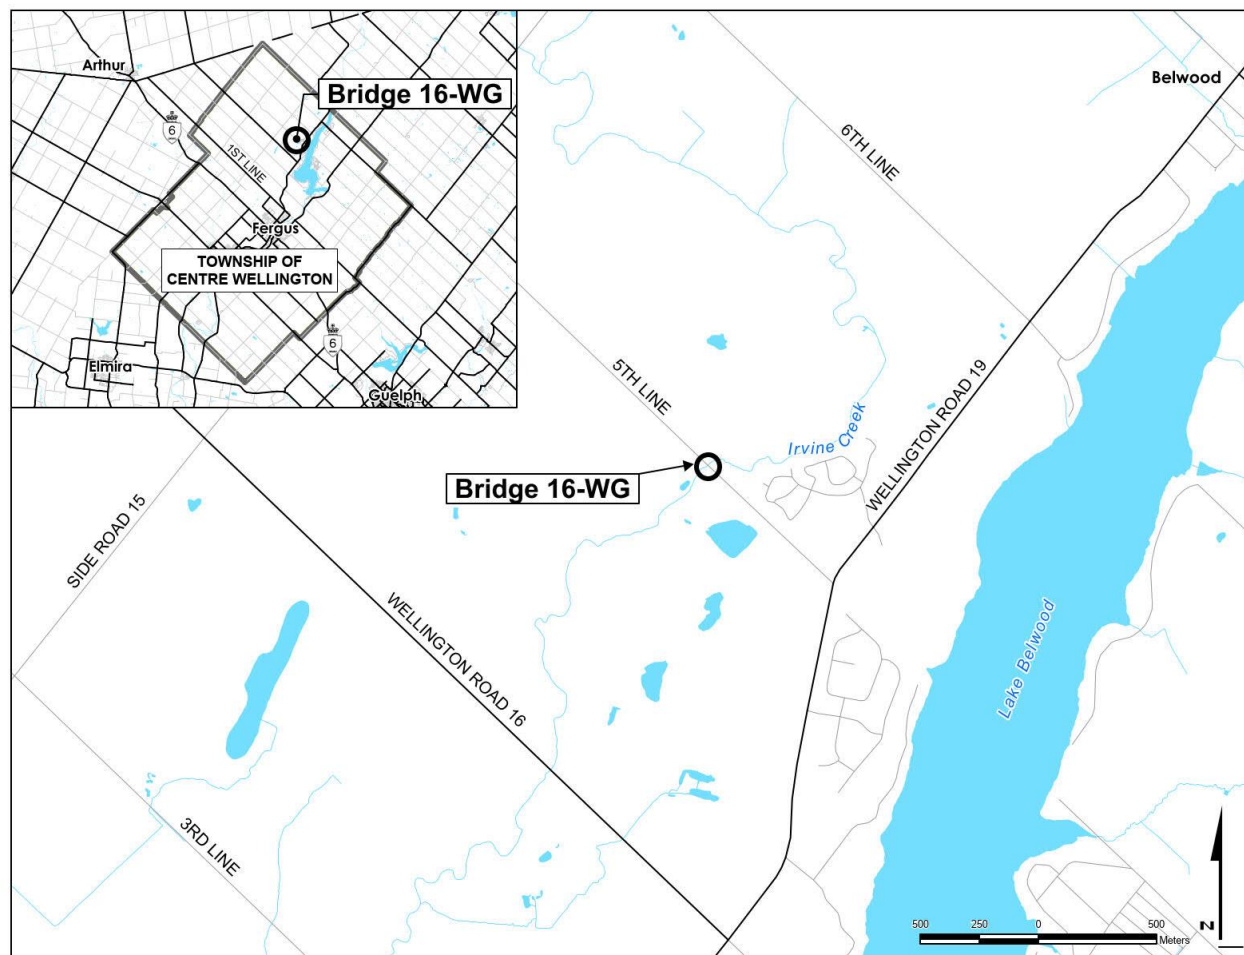 Arthur
Bridge 16-WG
6
1ST LINE
Fergus
TOWNSHIP OF
CENTRE WELLINGTON
6
Elmira
Guelph
Belwood
6TH LINE
5TH LINE
WELLINGTON ROAD 19
Irvine Creek
Bridge 16-WG
SIDE ROAD 15
WELLINGTON ROAD 16
Lake Belwood
3RD LINE
500 250 0 500
Meters
N